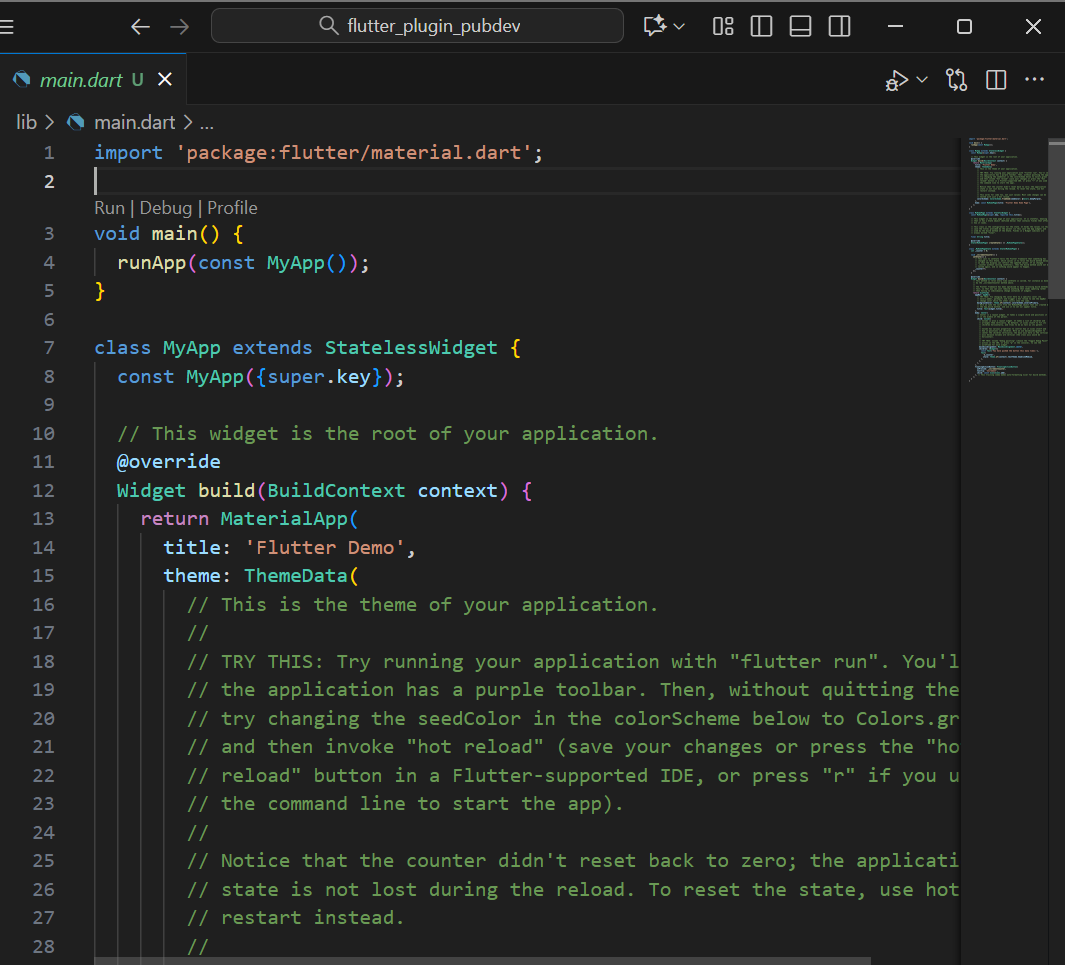 flutter_plugin_pubdev
main.dart U
lib > main.dart > ...
1 import 'package:flutter/material.dart';
2
Run | Debug | Profile
3 void main() {
4   runApp(const MyApp());
5 }
6
7 class MyApp extends StatelessWidget {
8   const MyApp({super.key});
9
10   // This widget is the root of your application.
11   @override
12   Widget build(BuildContext context) {
13     return MaterialApp(
14       title: 'Flutter Demo',
15       theme: ThemeData(
16         // This is the theme of your application.
17         //
18         // TRY THIS: Try running your application with "flutter run". You'l
19         // the application has a purple toolbar. Then, without quitting the
20         // try changing the seedColor in the colorScheme below to Colors.gr
21         // and then invoke "hot reload" (save your changes or press the "ho
22         // reload" button in a Flutter-supported IDE, or press "r" if you u
23         // the command line to start the app).
24         //
25         // Notice that the counter didn't reset back to zero; the applicati
26         // state is not lost during the reload. To reset the state, use hot
27         // restart instead.
28         //